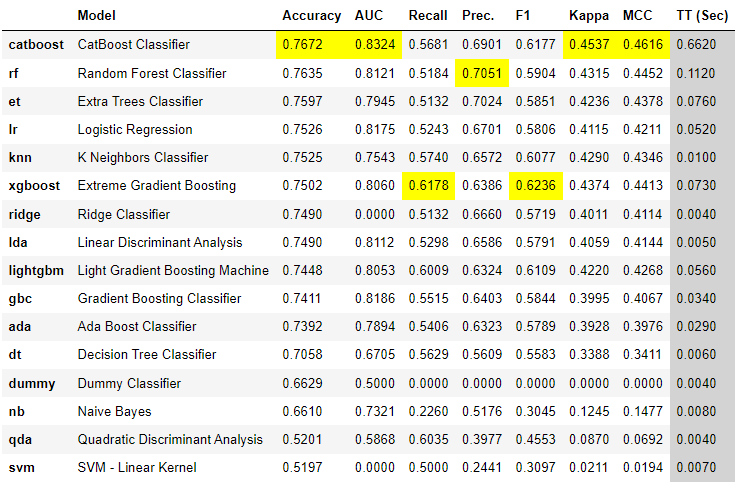 Model Accuracy AUC Recall Prec. F1 Kappa MCC TT (Sec)
catboost CatBoost Classifier 0.7672 0.8324 0.5681 0.6901 0.6177 0.4537 0.4616 0.6620
rf Random Forest Classifier 0.7635 0.8121 0.5184 0.7051 0.5904 0.4315 0.4452 0.1120
et Extra Trees Classifier 0.7597 0.7945 0.5132 0.7024 0.5851 0.4236 0.4378 0.0760
lr Logistic Regression 0.7526 0.8175 0.5243 0.6701 0.5806 0.4115 0.4211 0.0520
knn K Neighbors Classifier 0.7525 0.7543 0.5740 0.6572 0.6077 0.4290 0.4346 0.0100
xgboost Extreme Gradient Boosting 0.7502 0.8060 0.6178 0.6386 0.6236 0.4374 0.4413 0.0730
ridge Ridge Classifier 0.7490 0.0000 0.5132 0.6660 0.5719 0.4011 0.4114 0.0040
lda Linear Discriminant Analysis 0.7490 0.8112 0.5298 0.6586 0.5791 0.4059 0.4144 0.0050
lightgbm Light Gradient Boosting Machine 0.7448 0.8053 0.6009 0.6324 0.6109 0.4220 0.4268 0.0560
gbc Gradient Boosting Classifier 0.7411 0.8186 0.5515 0.6403 0.5844 0.3995 0.4067 0.0340
ada Ada Boost Classifier 0.7392 0.7894 0.5406 0.6323 0.5789 0.3928 0.3976 0.0290
dt Decision Tree Classifier 0.7058 0.6705 0.5629 0.5609 0.5583 0.3388 0.3411 0.0060
dummy Dummy Classifier 0.6629 0.5000 0.0000 0.0000 0.0000 0.0000 0.0000 0.0040
nb Naive Bayes 0.6610 0.7321 0.2260 0.5176 0.3045 0.1245 0.1477 0.0080
qda Quadratic Discriminant Analysis 0.5201 0.5868 0.6035 0.3977 0.4553 0.0870 0.0692 0.0040
svm SVM - Linear Kernel 0.5197 0.0000 0.5000 0.2441 0.3097 0.0211 0.0194 0.0070